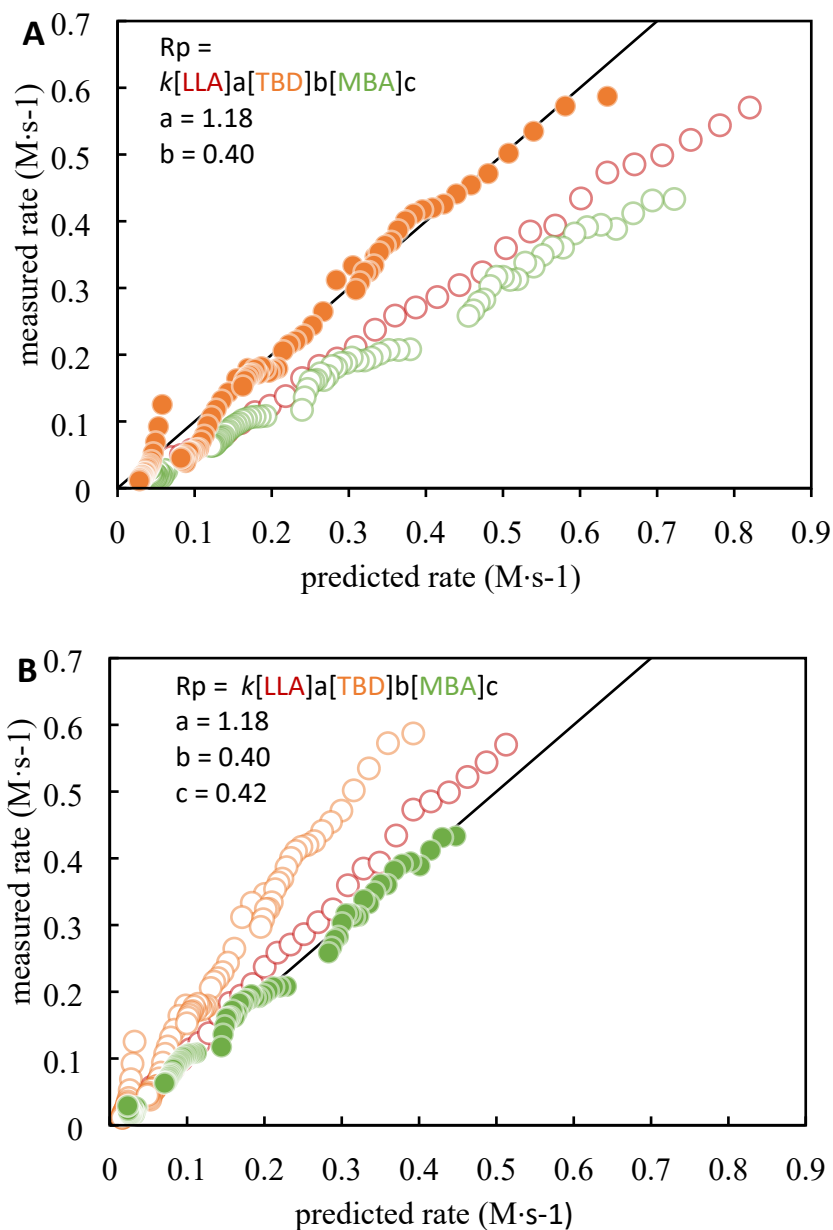 A
Rp =
k[LLA]a[TBD]b[MBA]c
a = 1.18
b = 0.40
measured rate (M·s-1)
0.7
0.6
0.5
0.4
0.3
0.2
0.1
0
0 0.1 0.2 0.3 0.4 0.5 0.6 0.7 0.8 0.9
predicted rate (M·s-1)
B
Rp = k[LLA]a[TBD]b[MBA]c
a = 1.18
b = 0.40
c = 0.42
measured rate (M·s-1)
0.7
0.6
0.5
0.4
0.3
0.2
0.1
0
0 0.1 0.2 0.3 0.4 0.5 0.6 0.7 0.8 0.9
predicted rate (M·s-1)